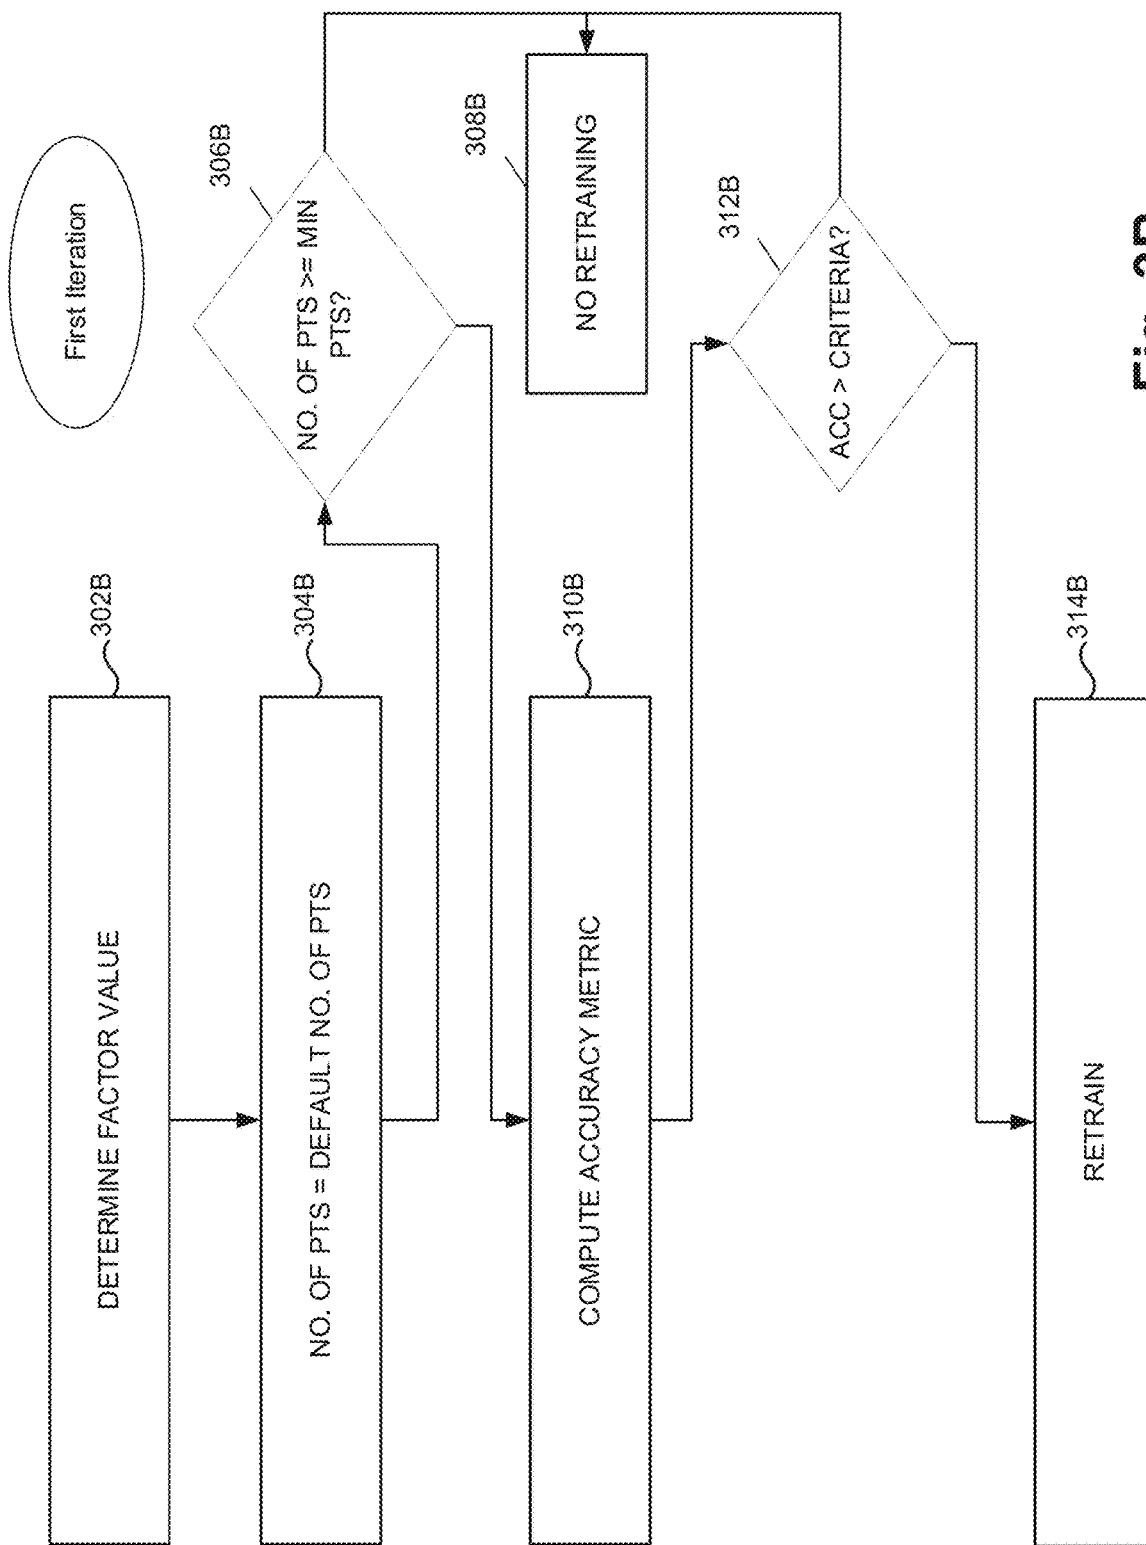 First Iteration
DETERMINE FACTOR VALUE
302B
NO. OF PTS = DEFAULT NO. OF PTS
304B
NO. OF PTS >= MIN
PTS?
306B
NO RETRAINING
308B
COMPUTE ACCURACY METRIC
310B
ACC > CRITERIA?
312B
RETRAIN
314B